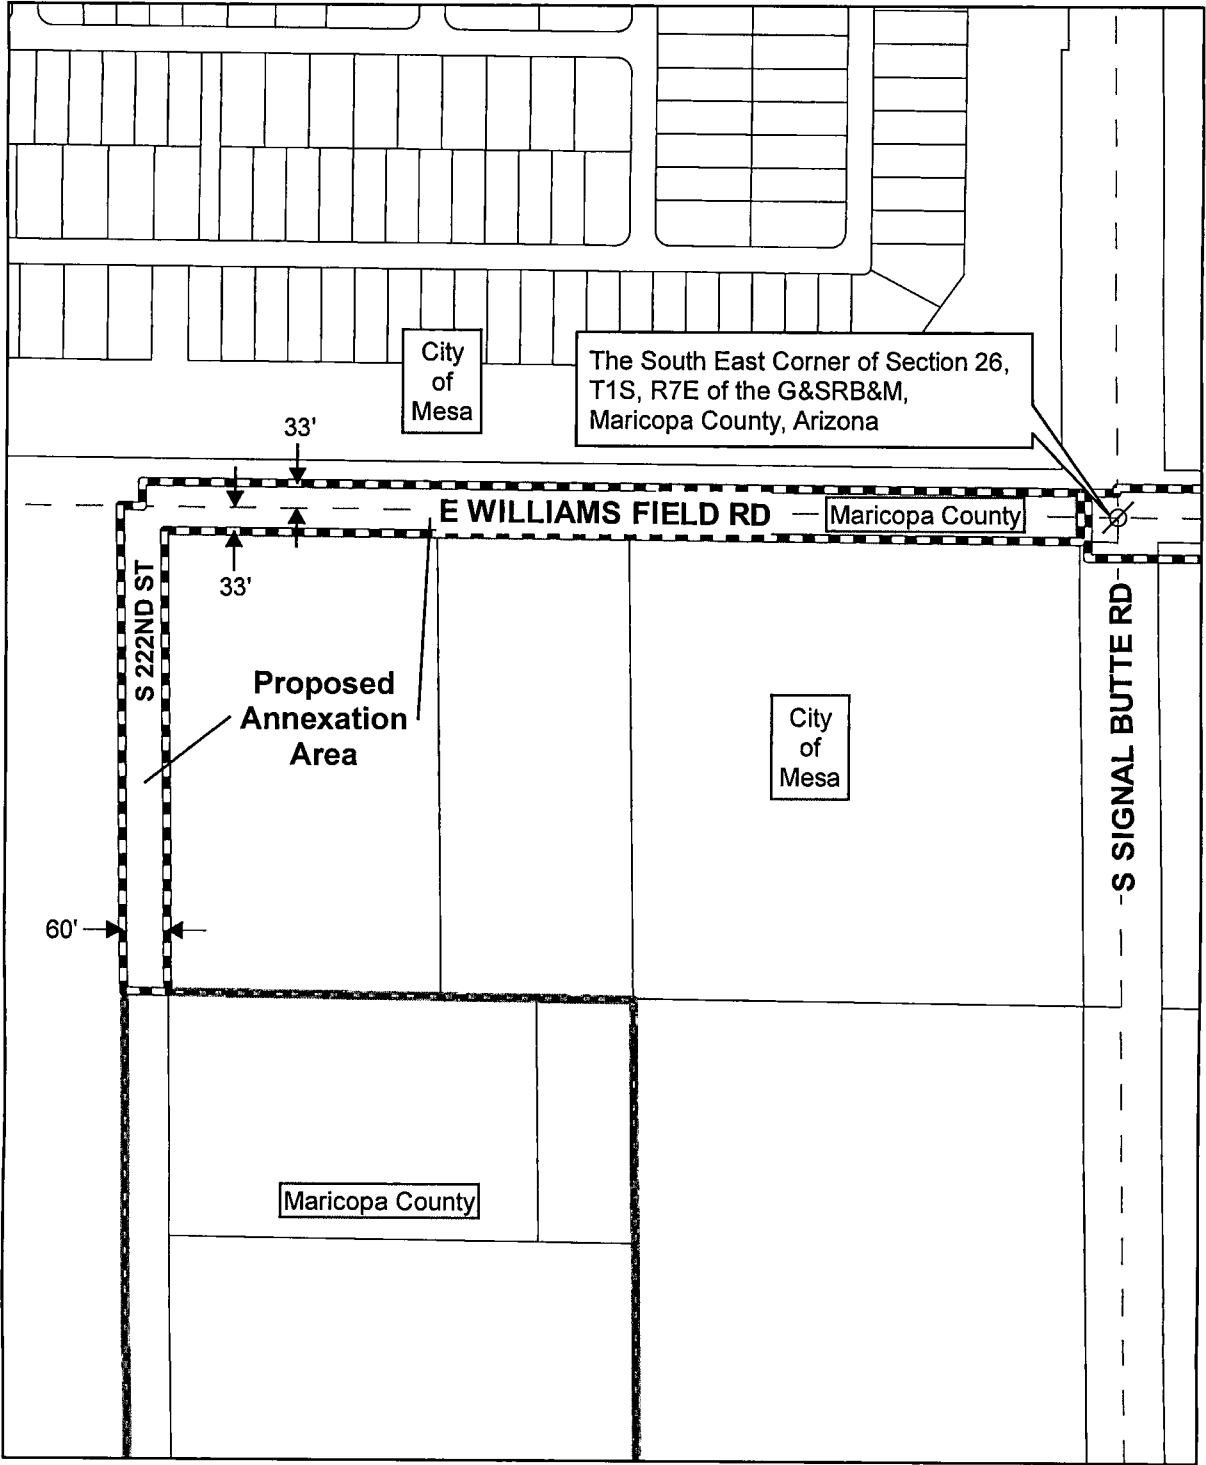 City
of
Mesa
The South East Corner of Section 26,
T1S, R7E of the G&SRB&M,
Maricopa County, Arizona
33'
E WILLIAMS FIELD RD
Maricopa County
33'
S 222ND ST
Proposed
Annexation
Area
City
of
Mesa
S SIGNAL BUTTE RD
60'
Maricopa County